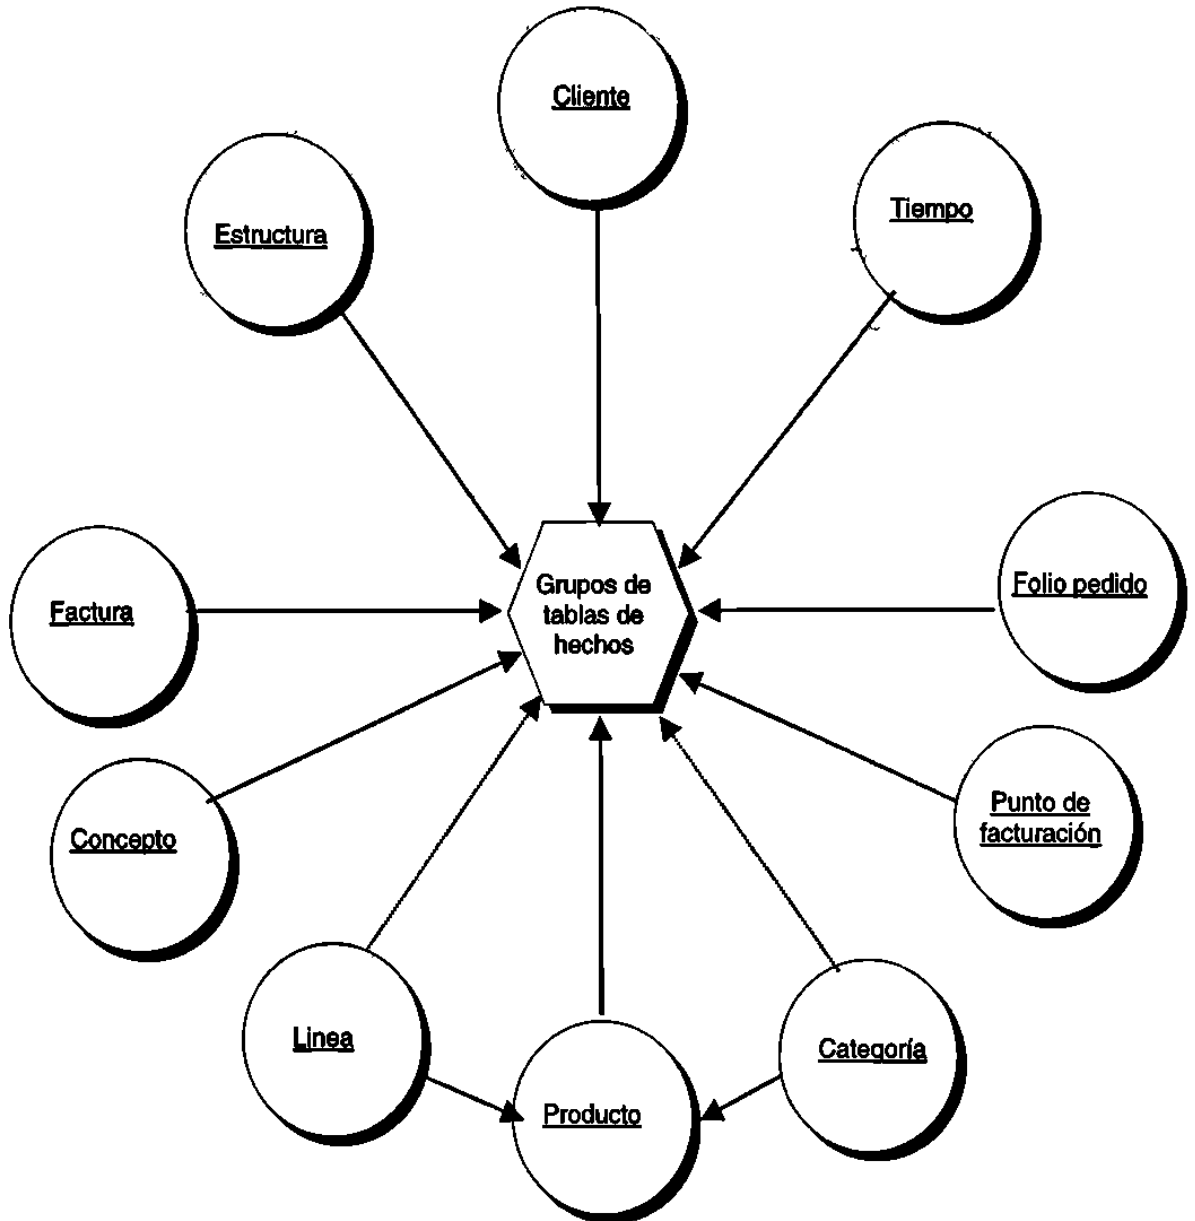 Cliente
Tiempo
Estructura
Grupos de
tablas de
hechos
Folio pedido
Factura
Punto de
facturación
Concepto
Linea
Categoría
Producto